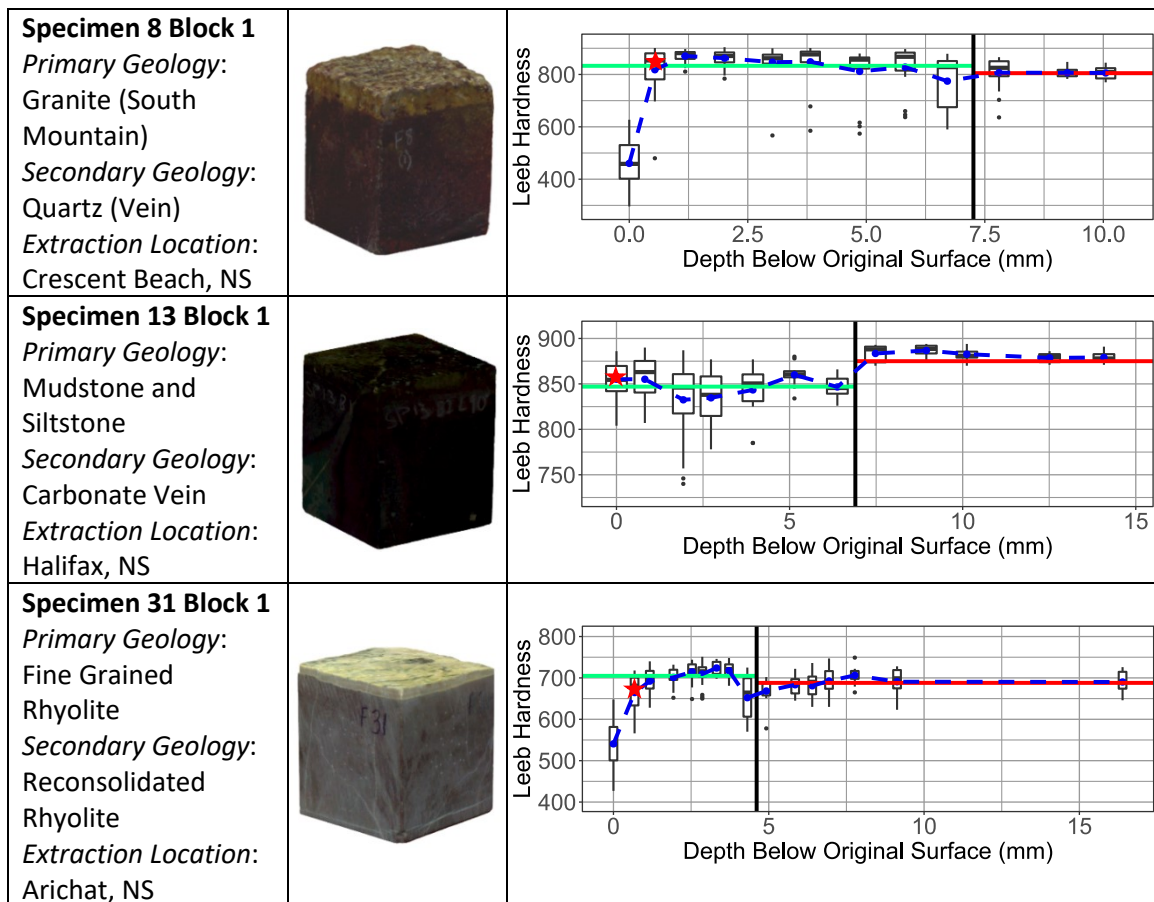 Specimen 8 Block 1
Primary Geology:
Granite (South
Mountain)
Secondary Geology:
Quartz (Vein)
Extraction Location:
Crescent Beach, NS
F8
(1)
Leeb Hardness
800
600
400
0.0 2.5 5.0 7.5 10.0
Depth Below Original Surface (mm)
Specimen 13 Block 1
Primary Geology:
Mudstone and
Siltstone
Secondary Geology:
Carbonate Vein
Extraction Location:
Halifax, NS
Leeb Hardness
900
850
800
750
0 5 10 15
Depth Below Original Surface (mm)
Specimen 31 Block 1
Primary Geology:
Fine Grained
Rhyolite
Secondary Geology:
Reconsolidated
Rhyolite
Extraction Location:
Arichat, NS
F31
Leeb Hardness
800
700
600
500
400
0 5 10 15
Depth Below Original Surface (mm)